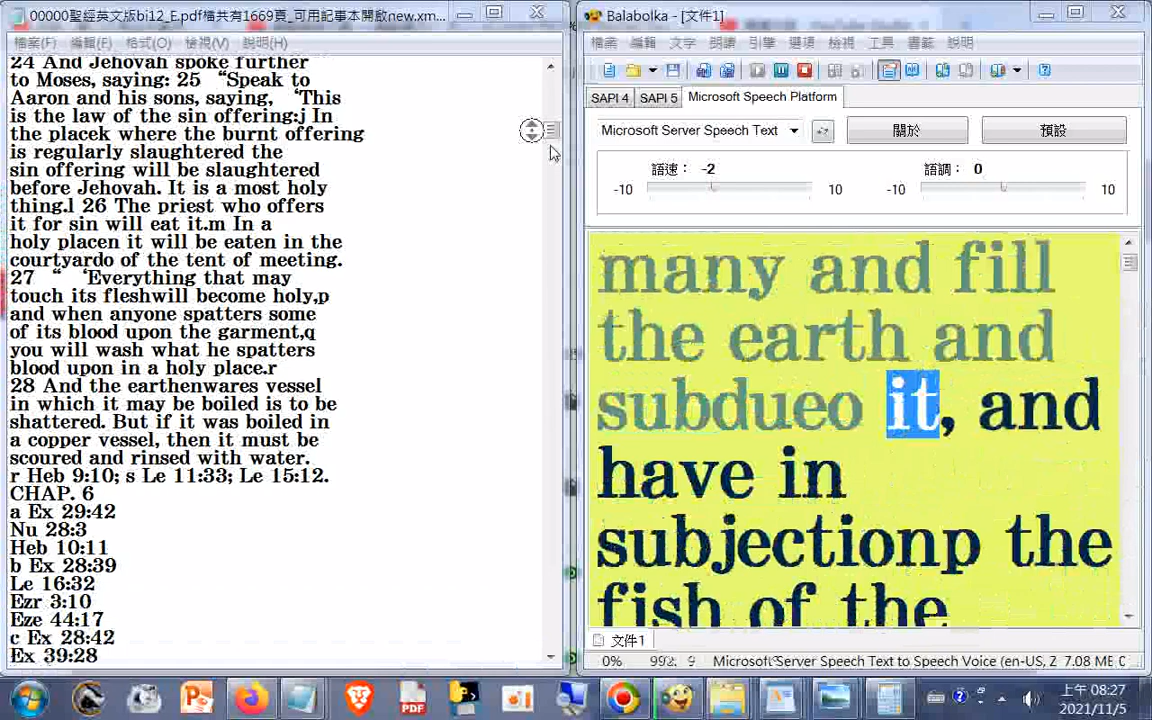 00000聖經英文版bi12_E.pdf檔共有1669頁_可用記事本開啟new.xm...
檔案(F) 編輯(E) 格式(O) 檢視(V) 說明(H)
24 And Jehovah spoke further
to Moses, saying: 25 “Speak to
Aaron and his sons, saying, ‘This
is the law of the sin offering:j In
the placek where the burnt offering
is regularly slaughtered the
sin offering will be slaughtered
before Jehovah. It is a most holy
thing.l 26 The priest who offers
it for sin will eat it.m In a
holy placen it will be eaten in the
courtyardo of the tent of meeting.
27 “ ‘Everything that may
touch its fleshwill become holy,p
and when anyone spatters some
of its blood upon the garment,q
you will wash what he spatters
blood upon in a holy place.r
28 And the earthenwares vessel
in which it may be boiled is to be
shattered. But if it was boiled in
a copper vessel, then it must be
scoured and rinsed with water.
r Heb 9:10; s Le 11:33; Le 15:12.
CHAP. 6
a Ex 29:42
Nu 28:3
Heb 10:11
b Ex 28:39
Le 16:32
Ezr 3:10
Eze 44:17
c Ex 28:42
Ex 39:28
Balabolka - [文件1]
檔案 編輯 文字 朗讀 引擎 選項 檢視 工具 書籤 說明
SAPI 4 SAPI 5 Microsoft Speech Platform
Microsoft Server Speech Text 關於 預設
語速： -2 語調： 0
-10 10 -10 10
many and fill
the earth and
subdueo it, and
have in
subjectionp the
fish of the
文件1
0% Microsoft Server Speech Text to Speech Voice (en-US, 7.08 ME
PDF
上午 08:27
2021/11/5